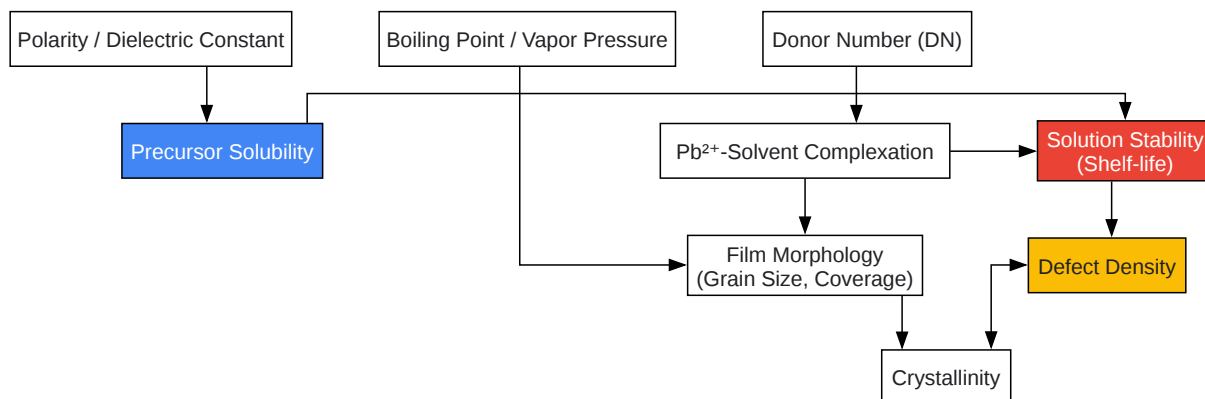 Polarity / Dielectric Constant
Boiling Point / Vapor Pressure
Donor Number (DN)
Precursor Solubility
Pb²⁺-Solvent Complexation
Solution Stability
(Shelf-life)
Film Morphology
(Grain Size, Coverage)
Defect Density
Crystallinity